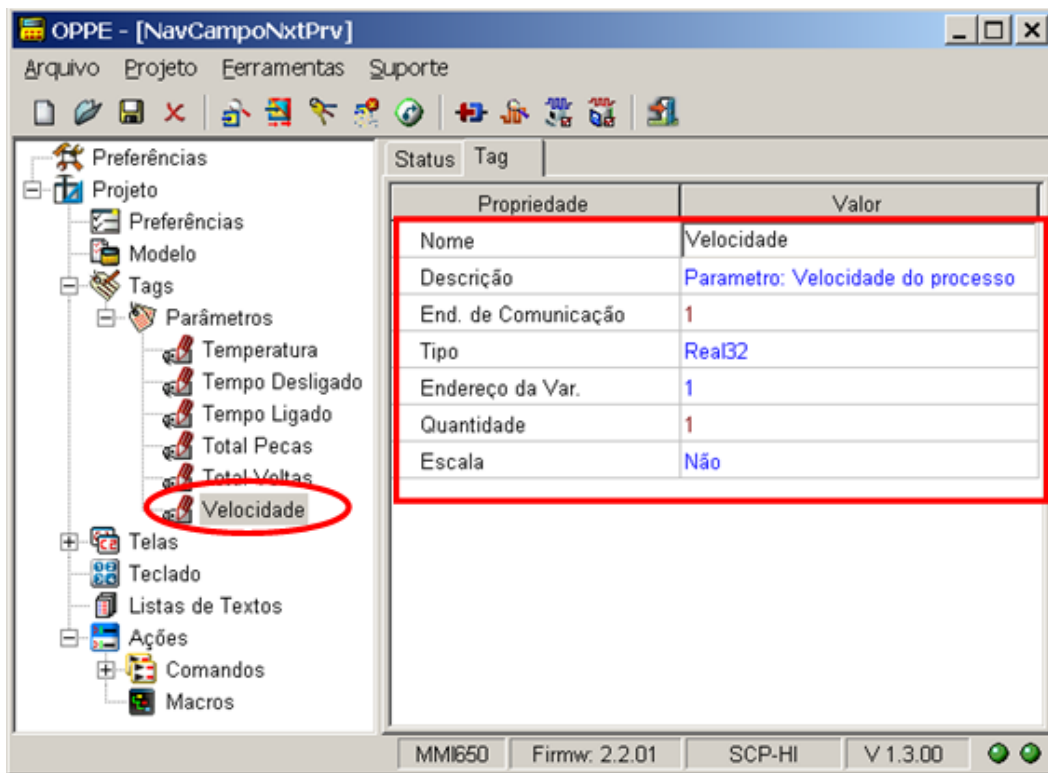 OPPE - [NavCampoNxtPrv]
Arquivo Projeto Ferramentas Suporte
Preferências
Projeto
Preferências
Modelo
Tags
Parâmetros
Temperatura
Tempo Desligado
Tempo Ligado
Total Pecas
Total Voltas
Velocidade
Telas
Teclado
Listas de Textos
Ações
Comandos
Macros
Status Tag
Propriedade Valor
Nome Velocidade
Descrição Parametro: Velocidade do processo
End. de Comunicação 1
Tipo Real32
Endereço da Var. 1
Quantidade 1
Escala Não
MMI650 Firmw: 2.2.01 SCP-HI V 1.3.00